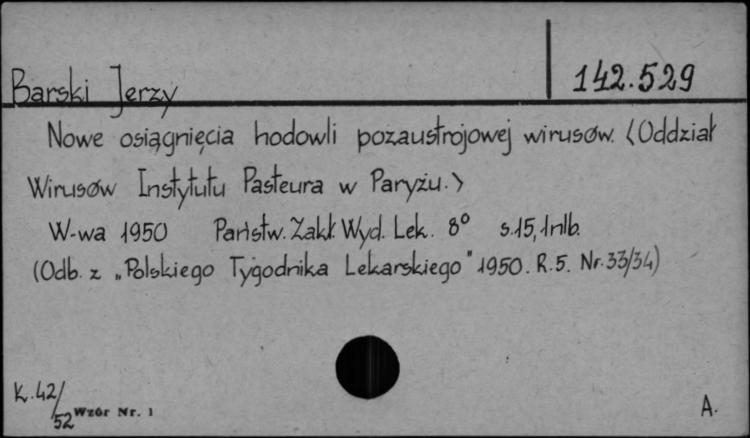 Barski Jerzy 142.529
Nowe osiągnięcia hodowli pozaustrojowej wirusów. <Oddział
Wirusów Instytutu Pasteura w Paryżu.>
W-wa 1950 Państw. Zakł. Wyd. Lek. 8° s.15, 1nlb.
(Odb. z „Polskiego Tygodnika Lekarskiego" 1950. R.5. Nr. 33/34)
K.42/52 Wzór Nr. 1 A.